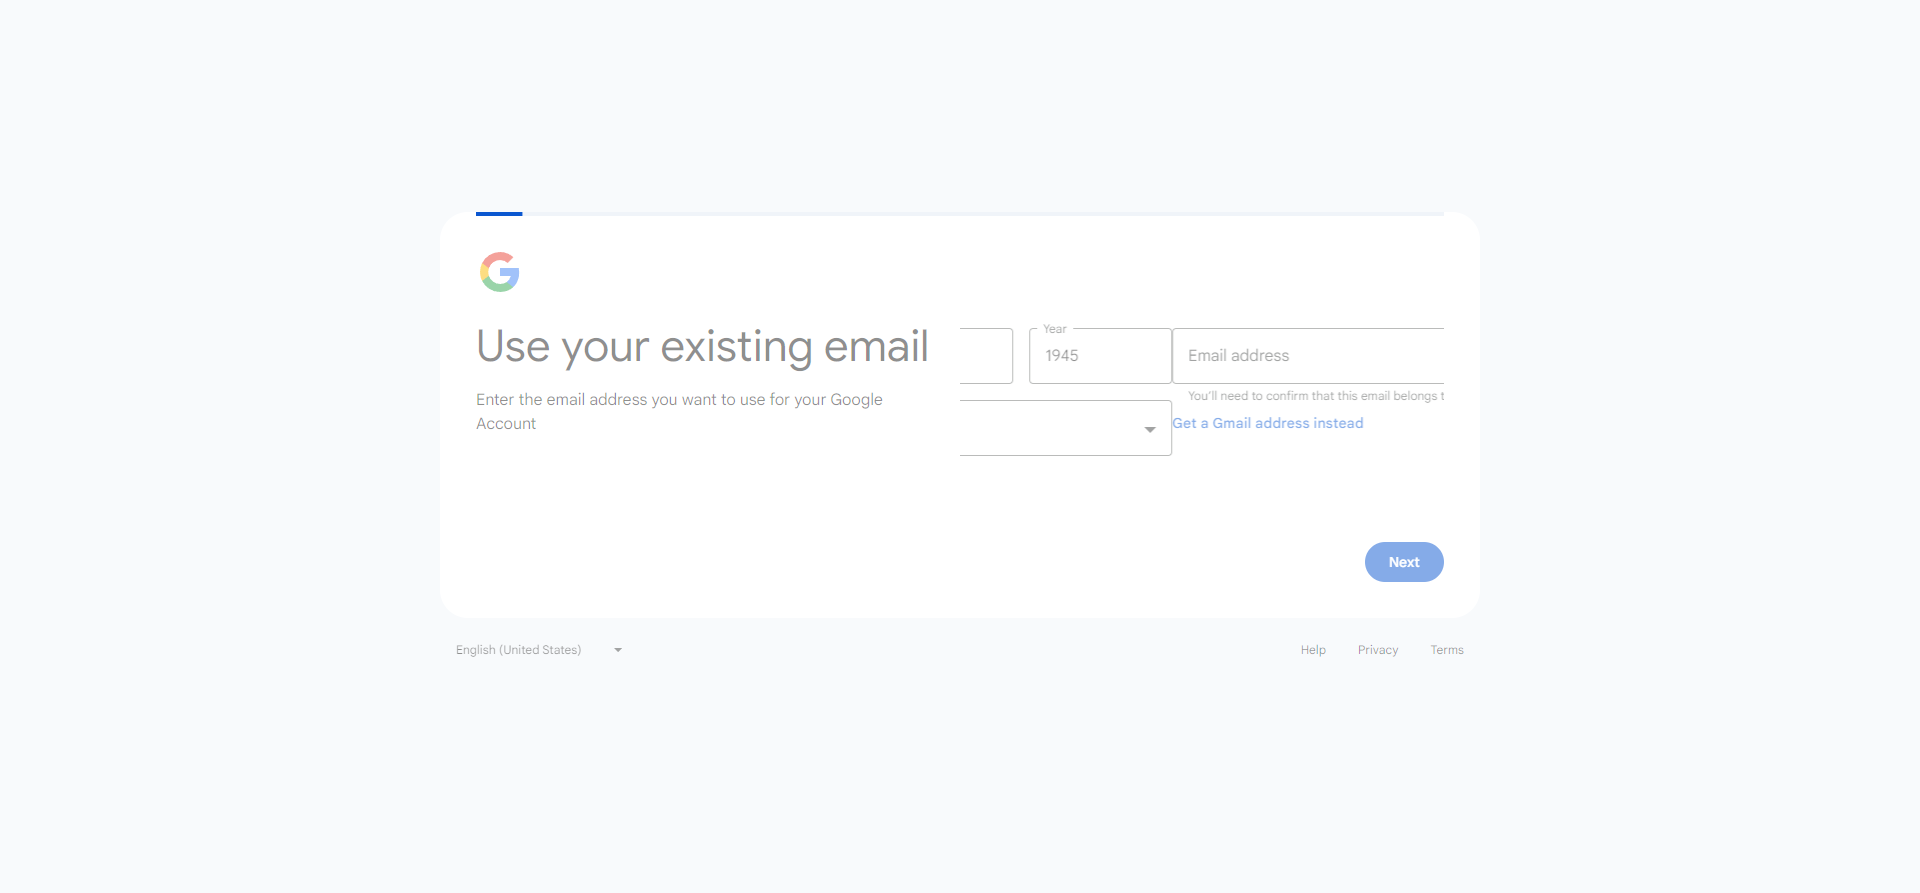 Use your existing email
Enter the email address you want to use for your Google
Account
Year
1945
Email address
You'll need to confirm that this email belongs t
Get a Gmail address instead
Next
English (United States)
Help
Privacy
Terms